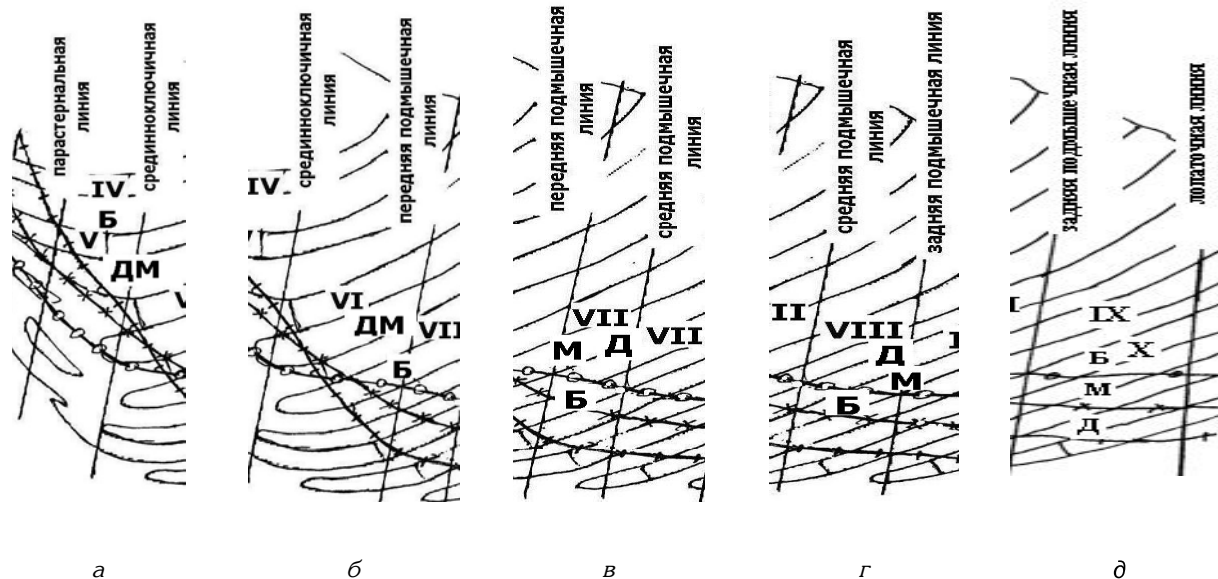 парастернальная
линия
срединноключичная
линия
IV
Б
V
ДМ
V
а
срединноключичная
линия
передняя подмышечная
линия
IV
VI
ДМ
VII
Б
б
передняя подмышечная
линия
средняя подмышечная
линия
VII
VII
М
Д
Б
в
средняя подмышечная
линия
задняя подмышечная линия
II
VIII
I
Д
М
Б
г
задняя подмышечная линия
лопаточная линия
I
IX
Б
X
М
Д
д